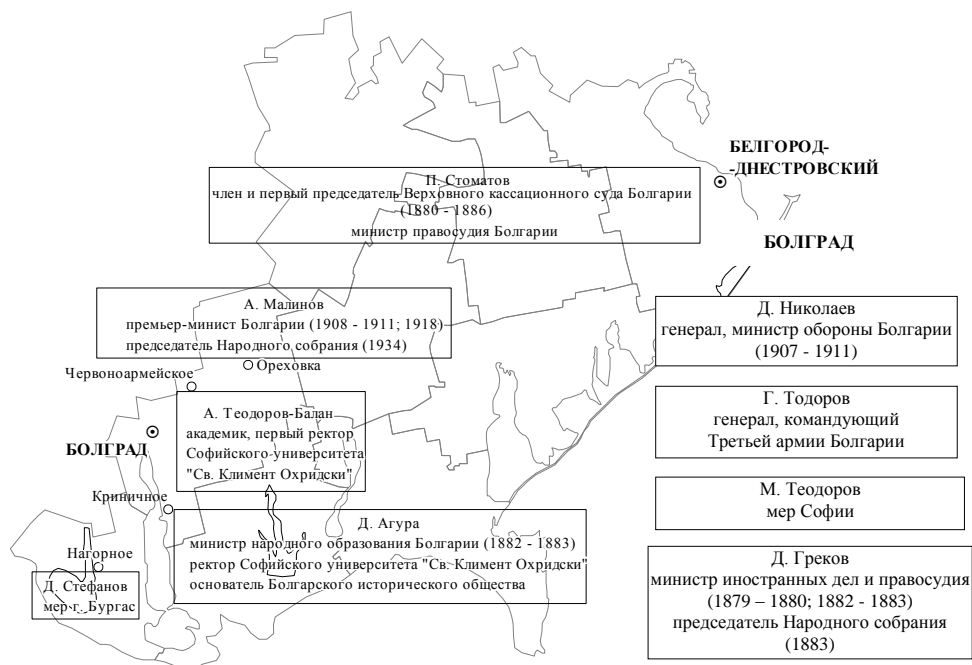 БЕЛГОРОД-
-ДНЕСТРОВСКИЙ
П. Стоматов
член и первый председатель Верховного кассационного суда Болгарии
(1880 - 1886)
министр правосудия Болгарии
БОЛГРАД
А. Малинов
премьер-минист Болгарии (1908 - 1911; 1918)
председатель Народного собрания (1934)
Ореховка
Червоноармейское
А. Теодоров-Балан
академик, первый ректор
Софийского университета
"Св. Климент Охридски"
БОЛГРАД
Криничное
Д. Агура
министр народного образования Болгарии (1882 - 1883)
ректор Софийского университета "Св. Климент Охридски"
основатель Болгарского исторического общества
Нагорное
Д. Стефанов
мер г. Бургас
Д. Николаев
генерал, министр обороны Болгарии
(1907 - 1911)
Г. Тодоров
генерал, командующий
Третьей армии Болгарии
М. Теодоров
мер Софии
Д. Греков
министр иностранных дел и правосудия
(1879 – 1880; 1882 - 1883)
председатель Народного собрания
(1883)